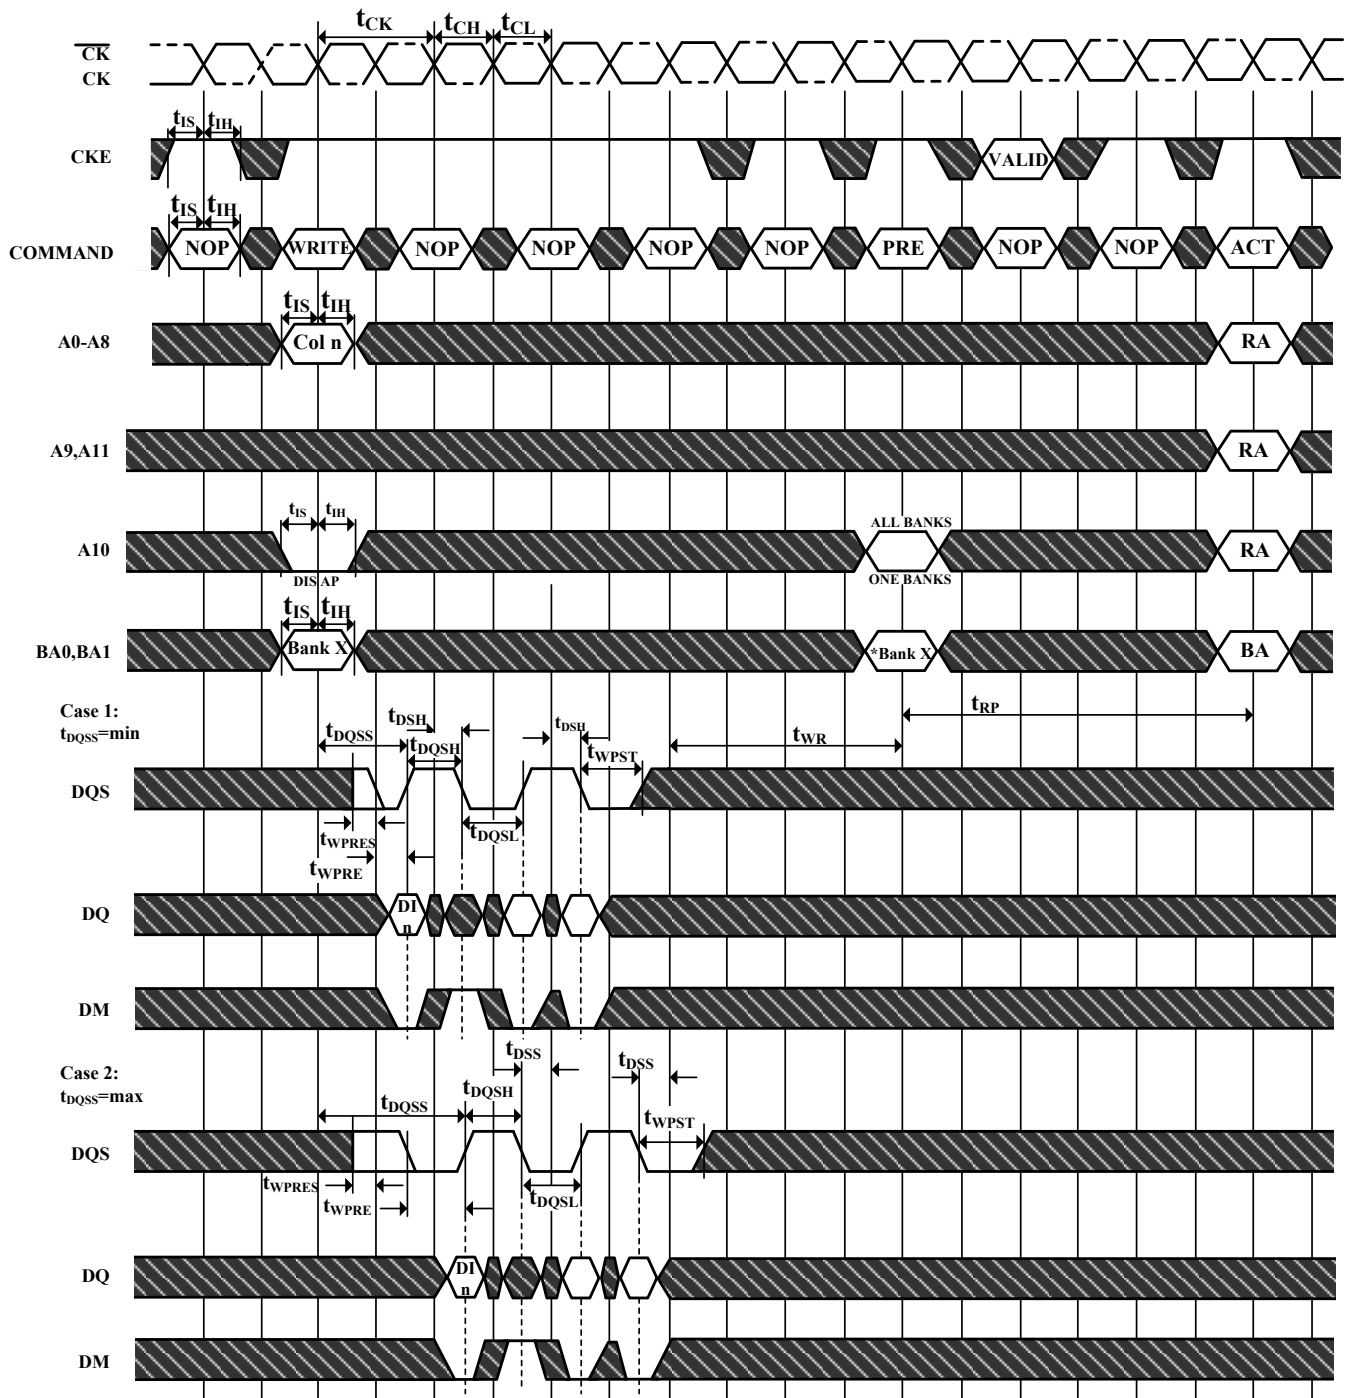 tCK tCH tCL
CK
CK
tIS tIH
CKE VALID
tIS tIH
COMMAND NOP WRITE NOP NOP NOP NOP PRE NOP NOP ACT
tIS tIH
A0-A8 Col n RA
A9,A11 RA
tIS tIH ALL BANKS
A10 RA
DIS AP ONE BANKS
tIS tIH
BA0,BA1 Bank X *Bank X BA
Case 1:
tDQSS=min
tDSH tDSH tRP
tDQSS tDQSH tWPST tWR
DQS
tWPRES tDQSL
tWPRE
DQ DI
n
DM
Case 2:
tDQSS=max
tDSS tDSS
tDQSS tDQSH tWPST
DQS
tWPRES tDQSL
tWPRE
DQ DI
n
DM